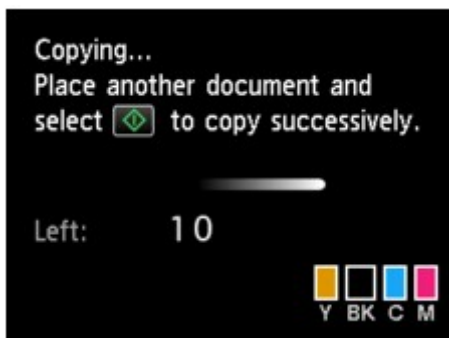 Copying...
Place another document and
select to copy successively.
Left: 10
Y BK C M